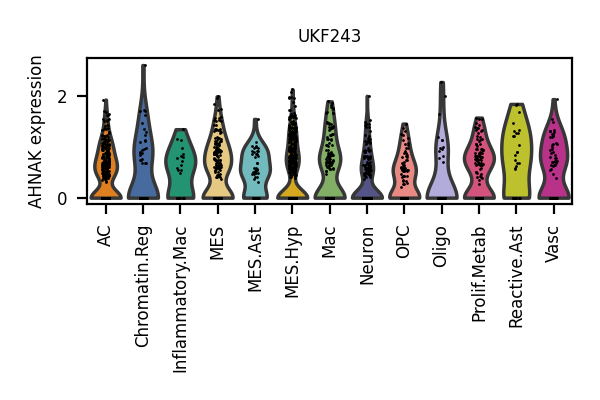 UKF243
AHNAK expression
2
0
AC
Chromatin.Reg
Inflammatory.Mac
MES
MES.Ast
MES.Hyp
Mac
Neuron
OPC
Oligo
Prolif.Metab
Reactive.Ast
Vasc